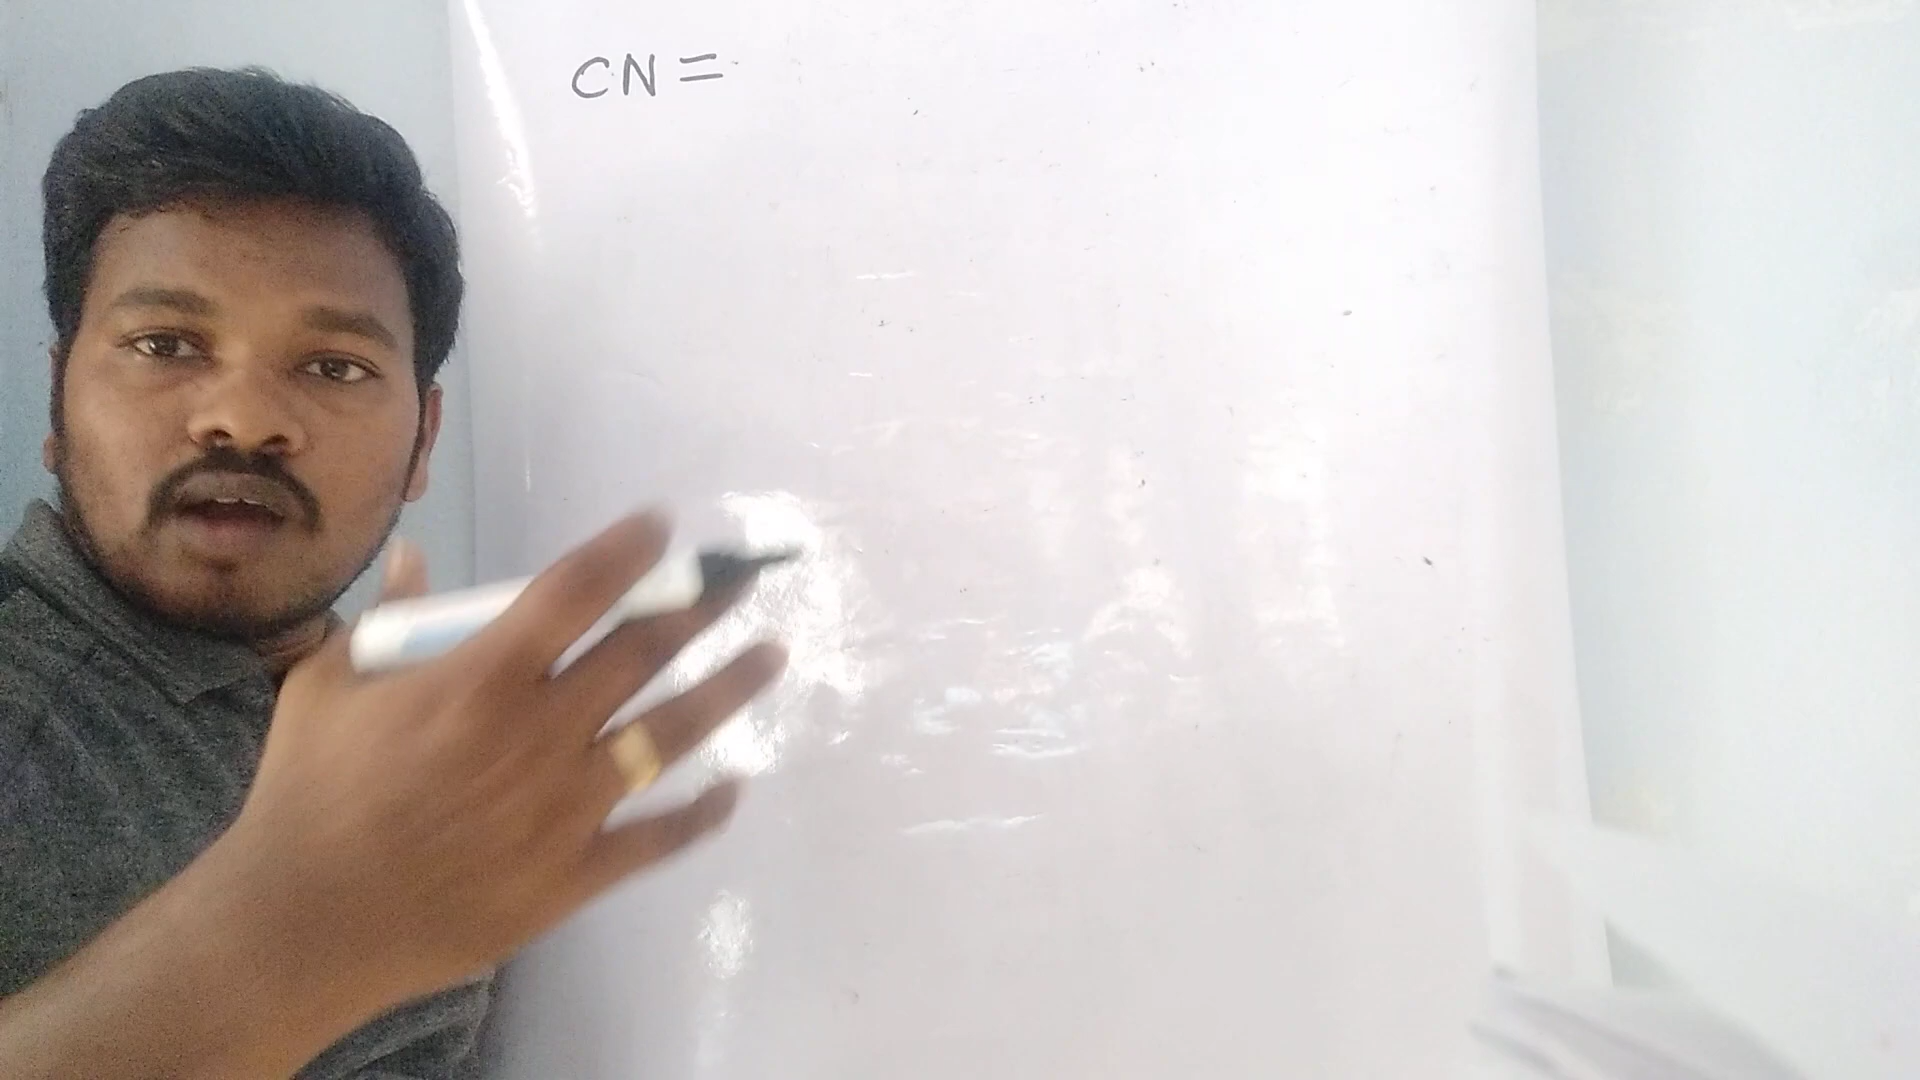 CN =